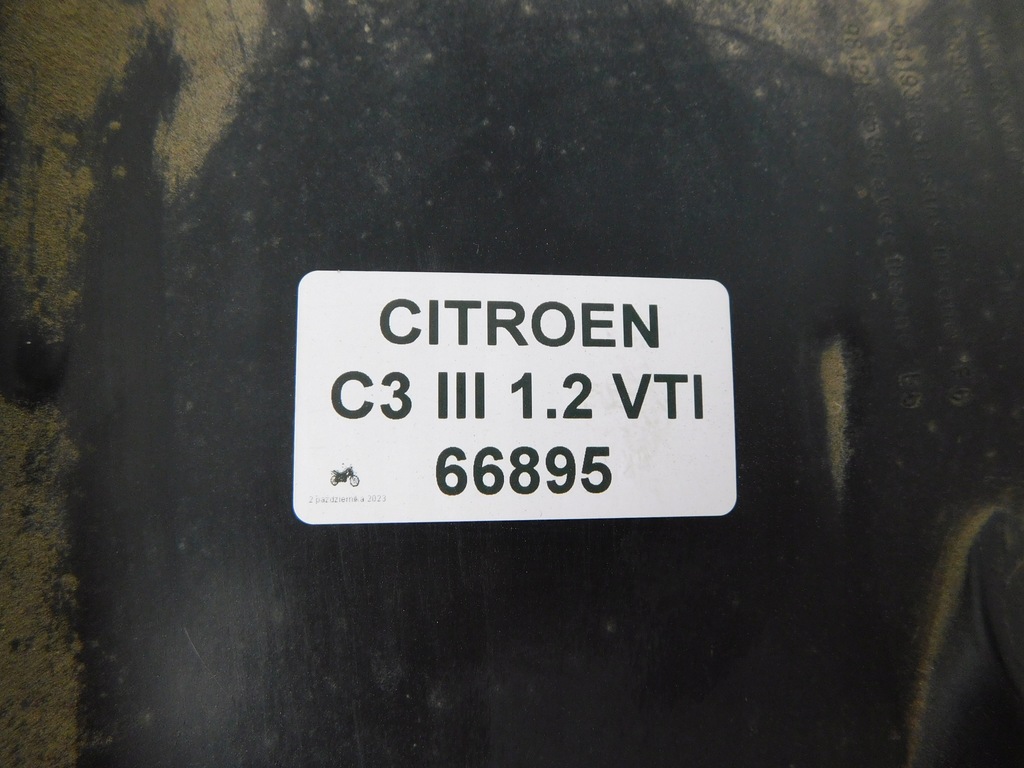 CITROEN
C3 III 1.2 VTI
66895
2 października 2023